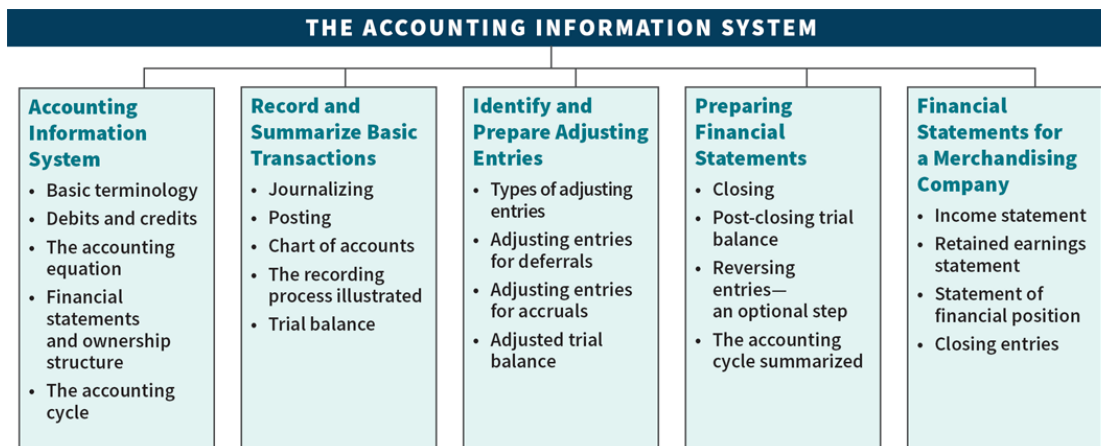 THE ACCOUNTING INFORMATION SYSTEM
Accounting
Information
System
• Basic terminology
• Debits and credits
• The accounting
equation
• Financial
statements
and ownership
structure
• The accounting
cycle
Record and
Summarize Basic
Transactions
• Journalizing
• Posting
• Chart of accounts
• The recording
process illustrated
• Trial balance
Identify and
Prepare Adjusting
Entries
• Types of adjusting
entries
• Adjusting entries
for deferrals
• Adjusting entries
for accruals
• Adjusted trial
balance
Preparing
Financial
Statements
• Closing
• Post-closing trial
balance
• Reversing
entries—
an optional step
• The accounting
cycle summarized
Financial
Statements for
a Merchandising
Company
• Income statement
• Retained earnings
statement
• Statement of
financial position
• Closing entries